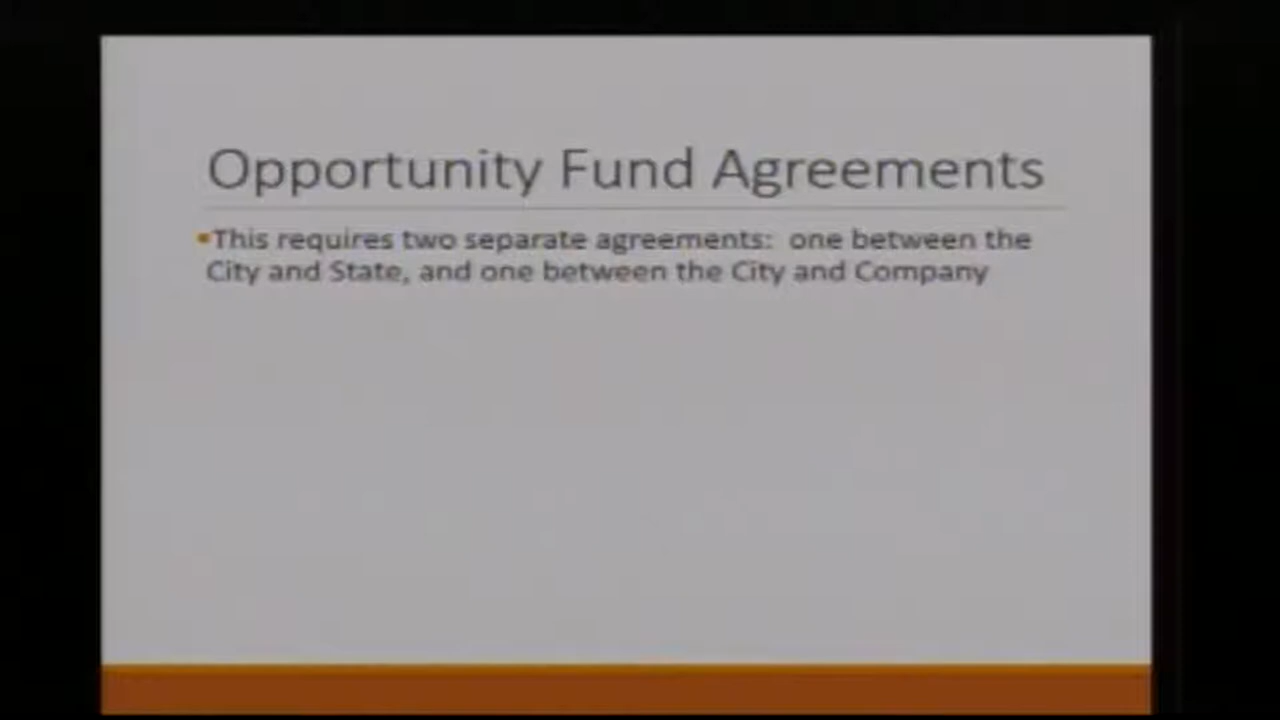 Opportunity Fund Agreements
▪This requires two separate agreements:  one between the
City and State, and one between the City and Company